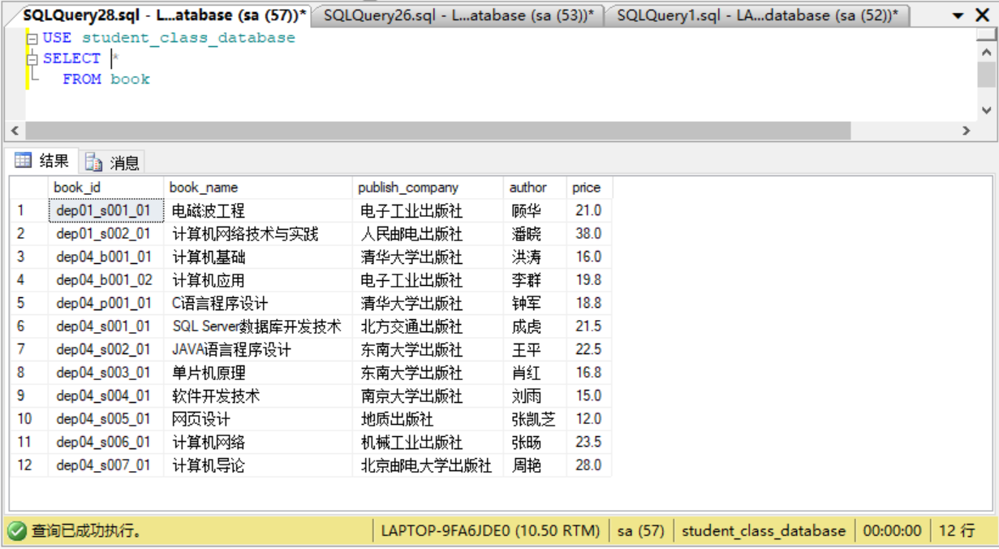 SQLQuery28.sql - L...atabase (sa (57))* SQLQuery26.sql - L...atabase (sa (53))* SQLQuery1.sql - LA...database (sa (52))*
USE student_class_database
SELECT *
FROM book
结果 消息
book_id book_name publish_company author price
1 dep01_s001_01 电磁波工程 电子工业出版社 顾华 21.0
2 dep01_s002_01 计算机网络技术与实践 人民邮电出版社 潘晓 38.0
3 dep04_b001_01 计算机基础 清华大学出版社 洪涛 16.0
4 dep04_b001_02 计算机应用 电子工业出版社 李群 19.8
5 dep04_p001_01 C语言程序设计 清华大学出版社 钟军 18.8
6 dep04_s001_01 SQL Server数据库开发技术 北方交通出版社 成虎 21.5
7 dep04_s002_01 JAVA语言程序设计 东南大学出版社 王平 22.5
8 dep04_s003_01 单片机原理 东南大学出版社 肖红 16.8
9 dep04_s004_01 软件开发技术 南京大学出版社 刘雨 15.0
10 dep04_s005_01 网页设计 地质出版社 张凯芝 12.0
11 dep04_s006_01 计算机网络 机械工业出版社 张旸 23.5
12 dep04_s007_01 计算机导论 北京邮电大学出版社 周艳 28.0
查询已成功执行。 LAPTOP-9FA6JDE0 (10.50 RTM) sa (57) student_class_database 00:00:00 12 行